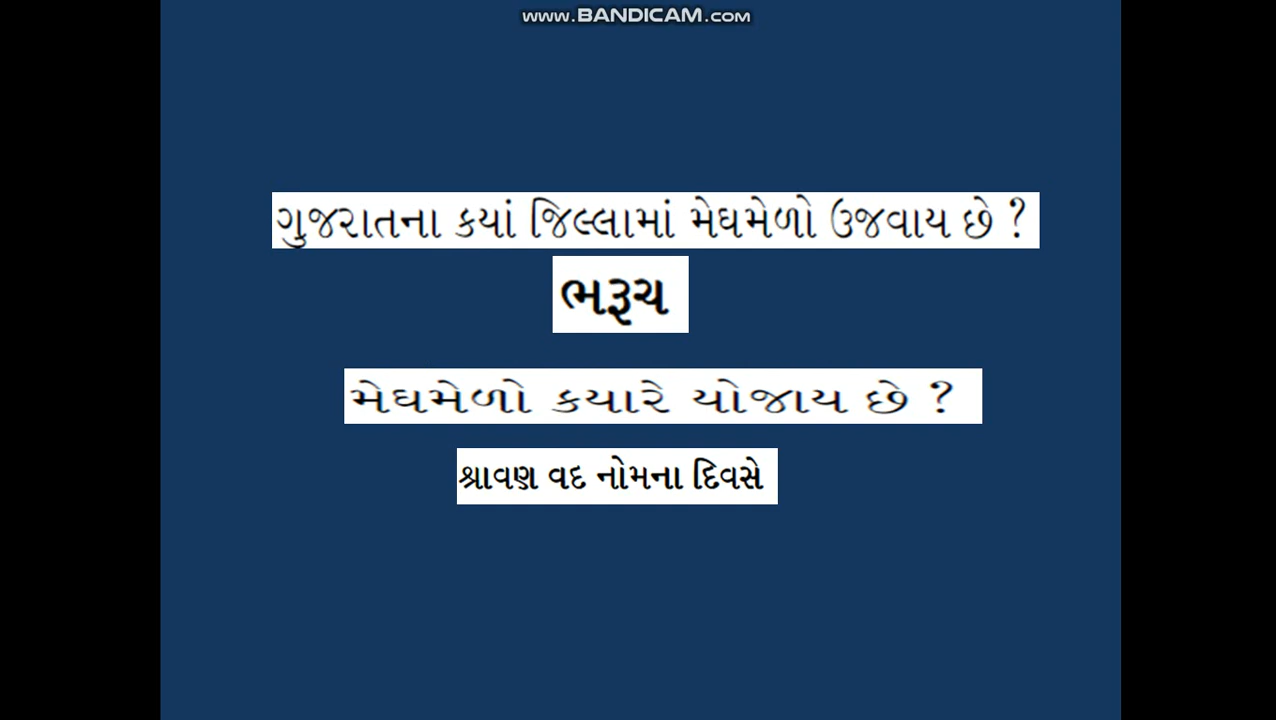 www.BANDICAM.com
ગુજરાતના કયાં જિલ્લામાં મેઘમેળો ઉજવાય છે ?
ભરૂચ
મેઘમેળો કયારે યોજાય છે ?
શ્રાવણ વદ નોમના દિવસે